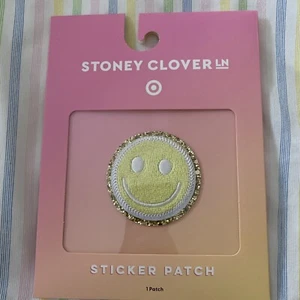 STONEY CLOVER LN
STICKER PATCH
1 Patch